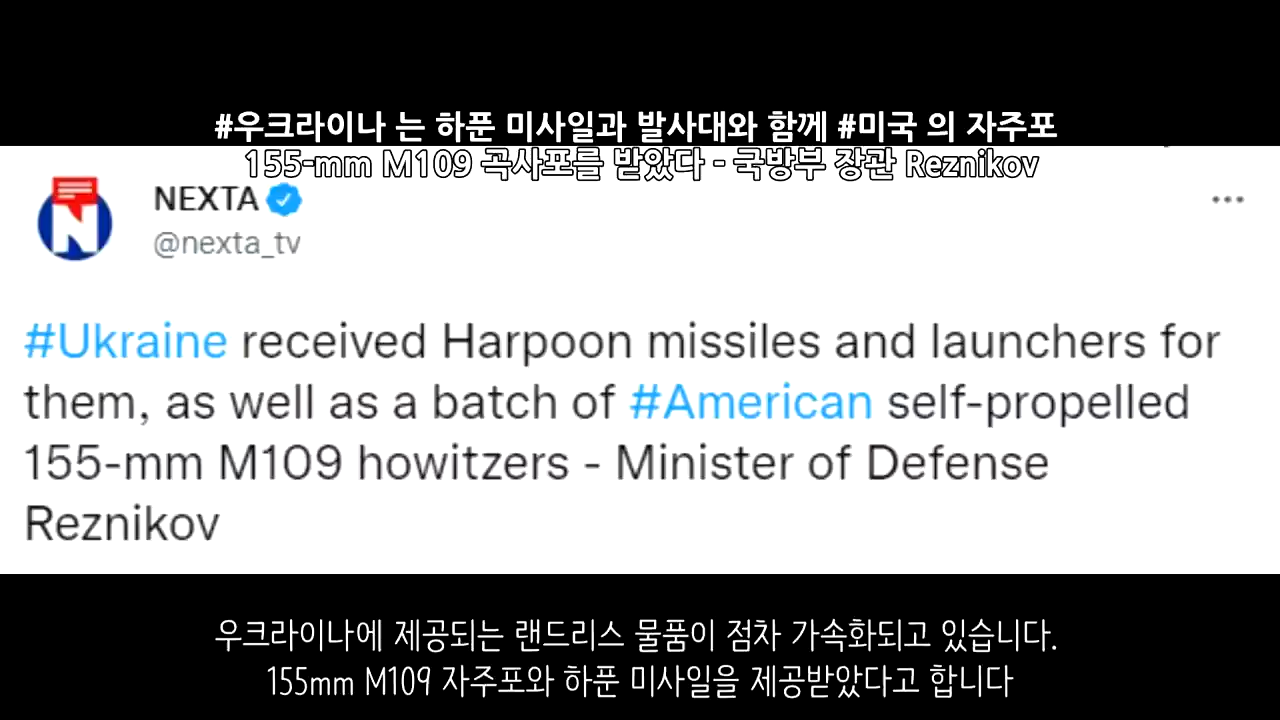 #우크라이나 는 하푼 미사일과 발사대와 함께 #미국 의 자주포
155-mm M109 곡사포를 받았다 - 국방부 장관 Reznikov
NEXTA
@nexta_tv
#Ukraine received Harpoon missiles and launchers for
them, as well as a batch of #American self-propelled
155-mm M109 howitzers - Minister of Defense
Reznikov
우크라이나에 제공되는 랜드리스 물품이 점차 가속화되고 있습니다.
155mm M109 자주포와 하푼 미사일을 제공받았다고 합니다